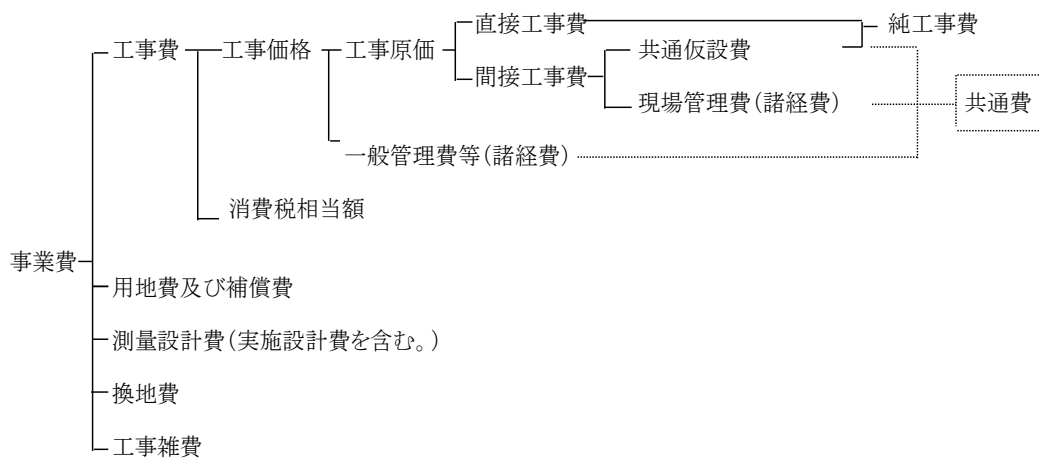 直接工事費
純工事費
工事費
工事価格
工事原価
共通仮設費
間接工事費
現場管理費(諸経費)
共通費
一般管理費等(諸経費)
消費税相当額
事業費
用地費及び補償費
測量設計費(実施設計費を含む。)
換地費
工事雑費